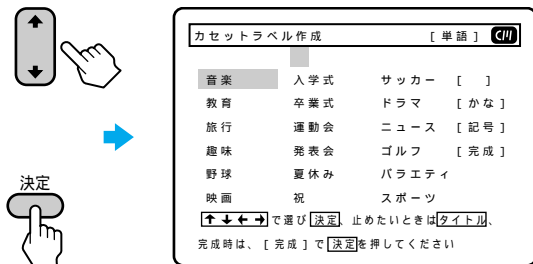 カセットラベル作成 [単語] CIII
音楽 入学式 サッカー [ ]
教育 卒業式 ドラマ [かな]
旅行 運動会 ニュース [記号]
趣味 発表会 ゴルフ [完成]
野球 夏休み バラエティ
映画 祝 スポーツ
↑↓←→で選び決定、止めたいときはタイトル、
完成時は、[完成]で決定を押してください
決定